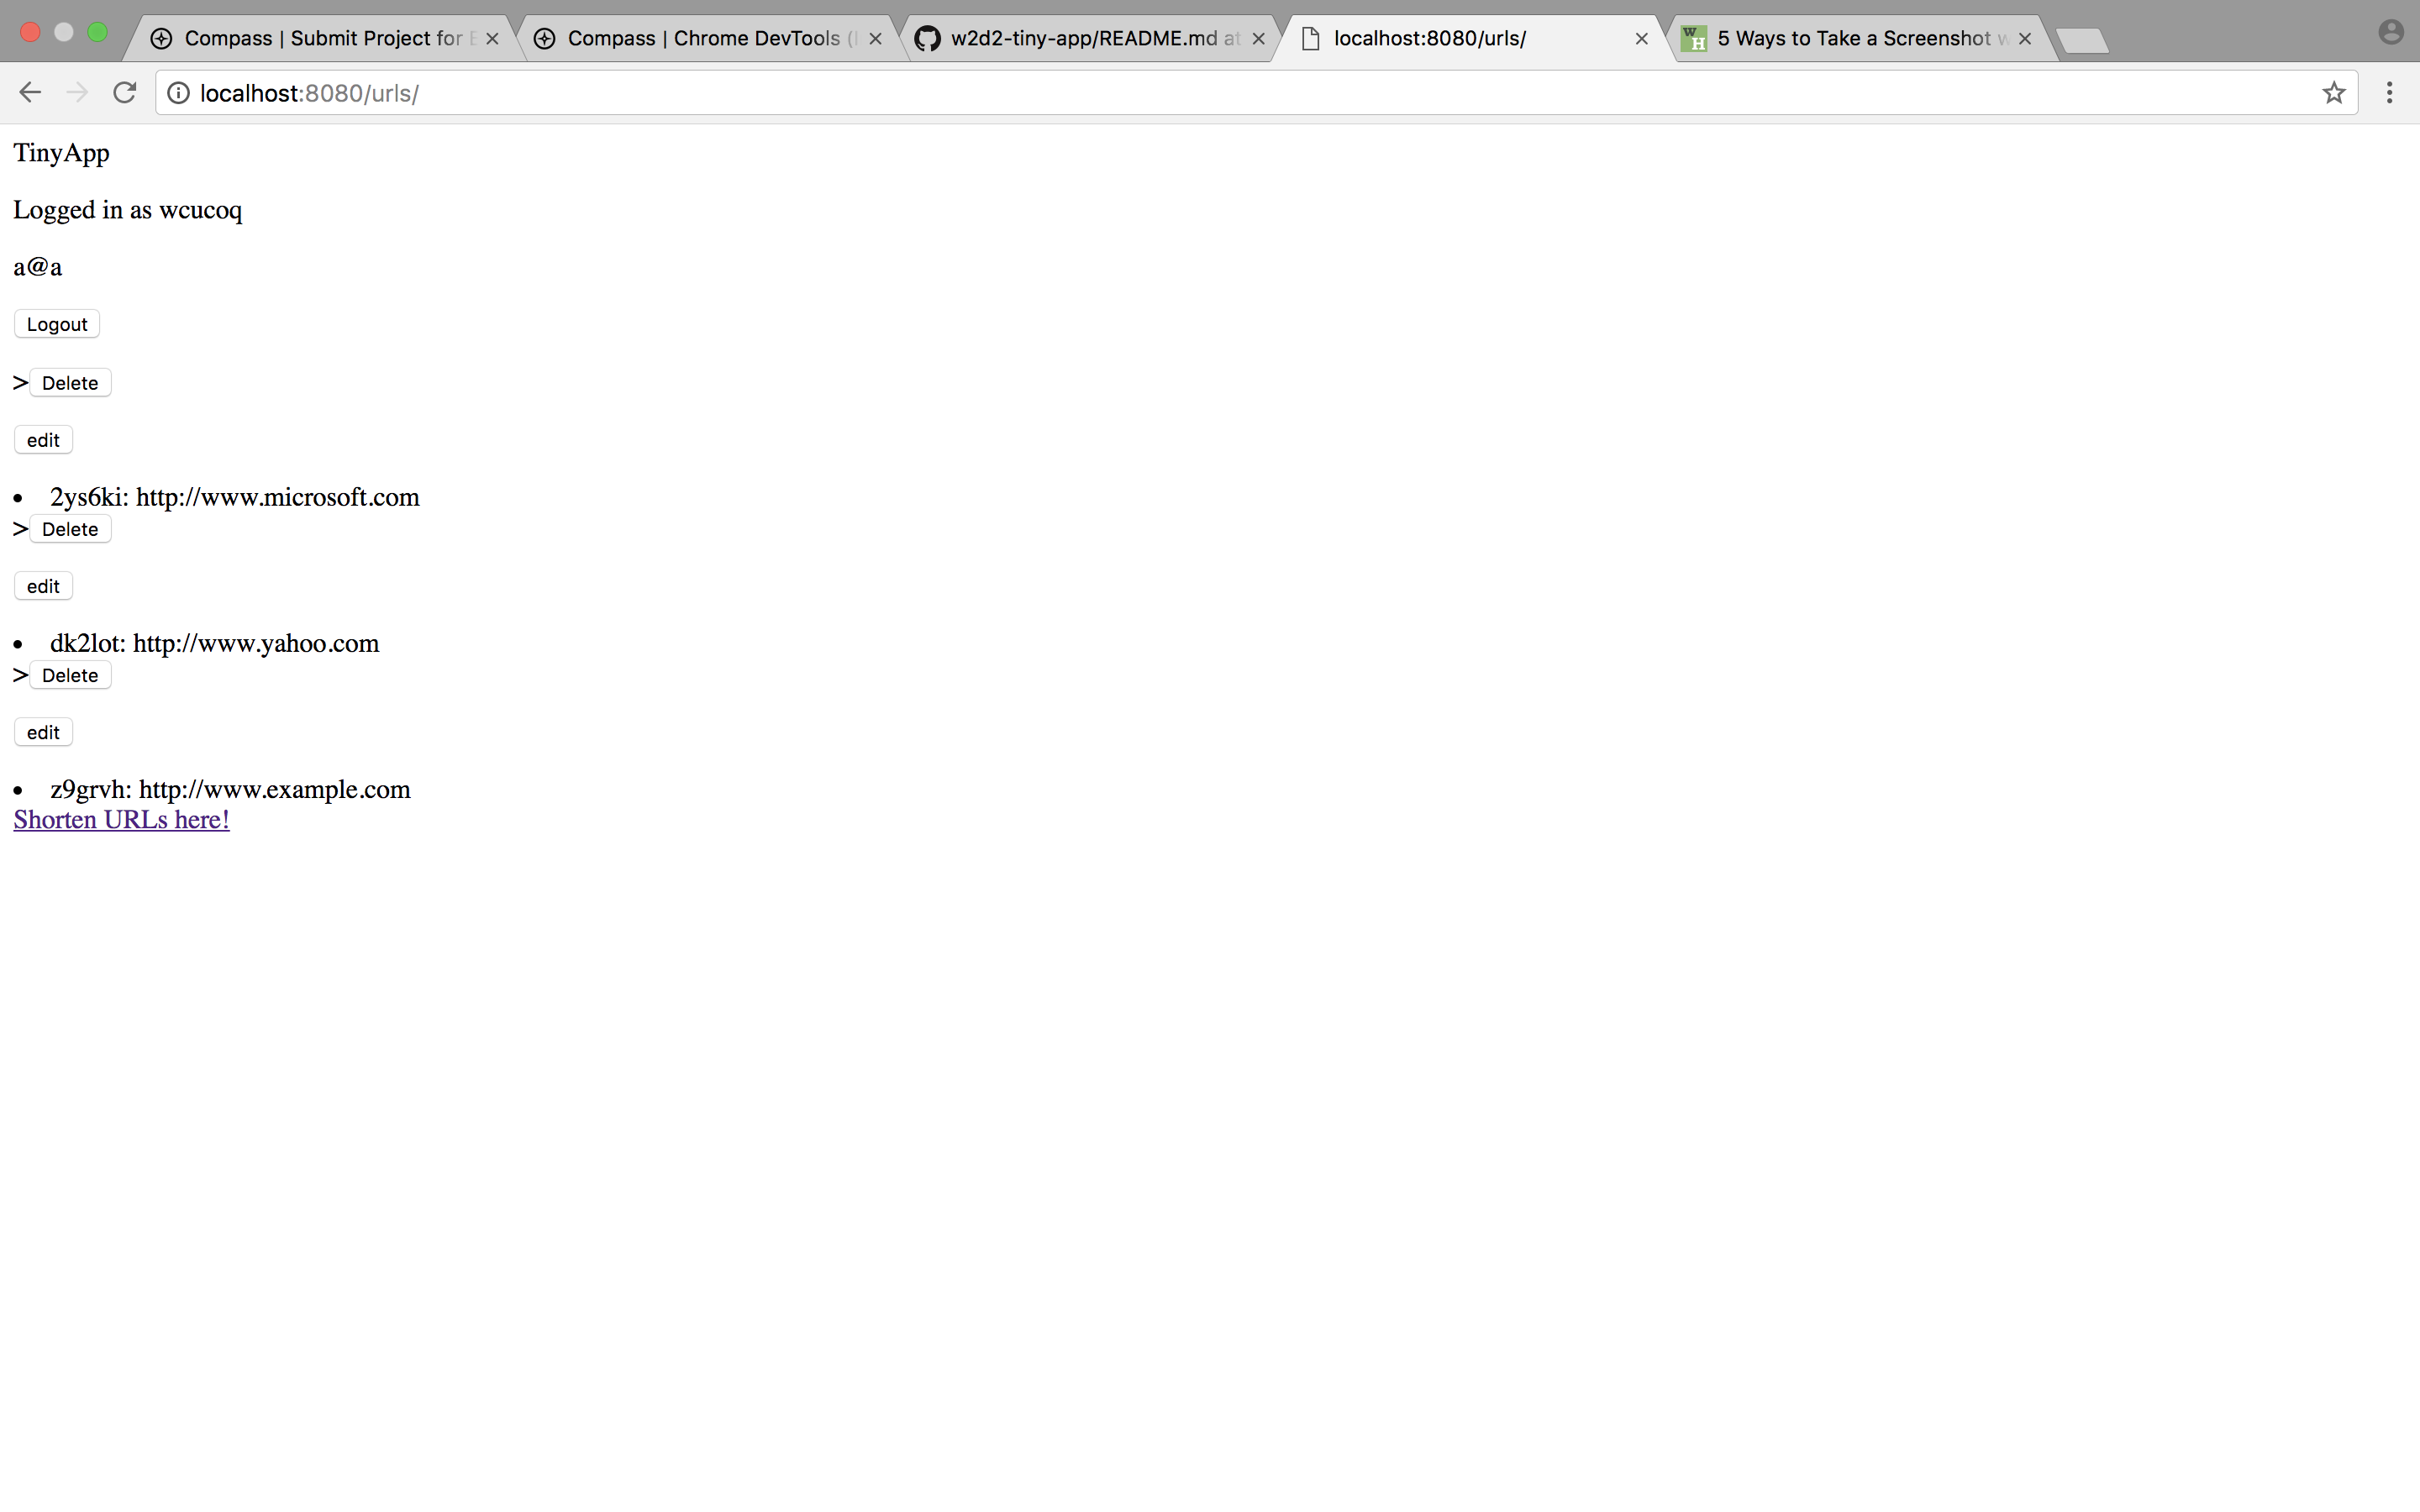 Compass | Submit Project for E
Compass | Chrome DevTools (
w2d2-tiny-app/README.md at
localhost:8080/urls/
5 Ways to Take a Screenshot w
localhost:8080/urls/
TinyApp
Logged in as wcucoq
a@a
Logout
>Delete
edit
• 2ys6ki: http://www.microsoft.com
>Delete
edit
• dk2lot: http://www.yahoo.com
>Delete
edit
• z9grvh: http://www.example.com
Shorten URLs here!